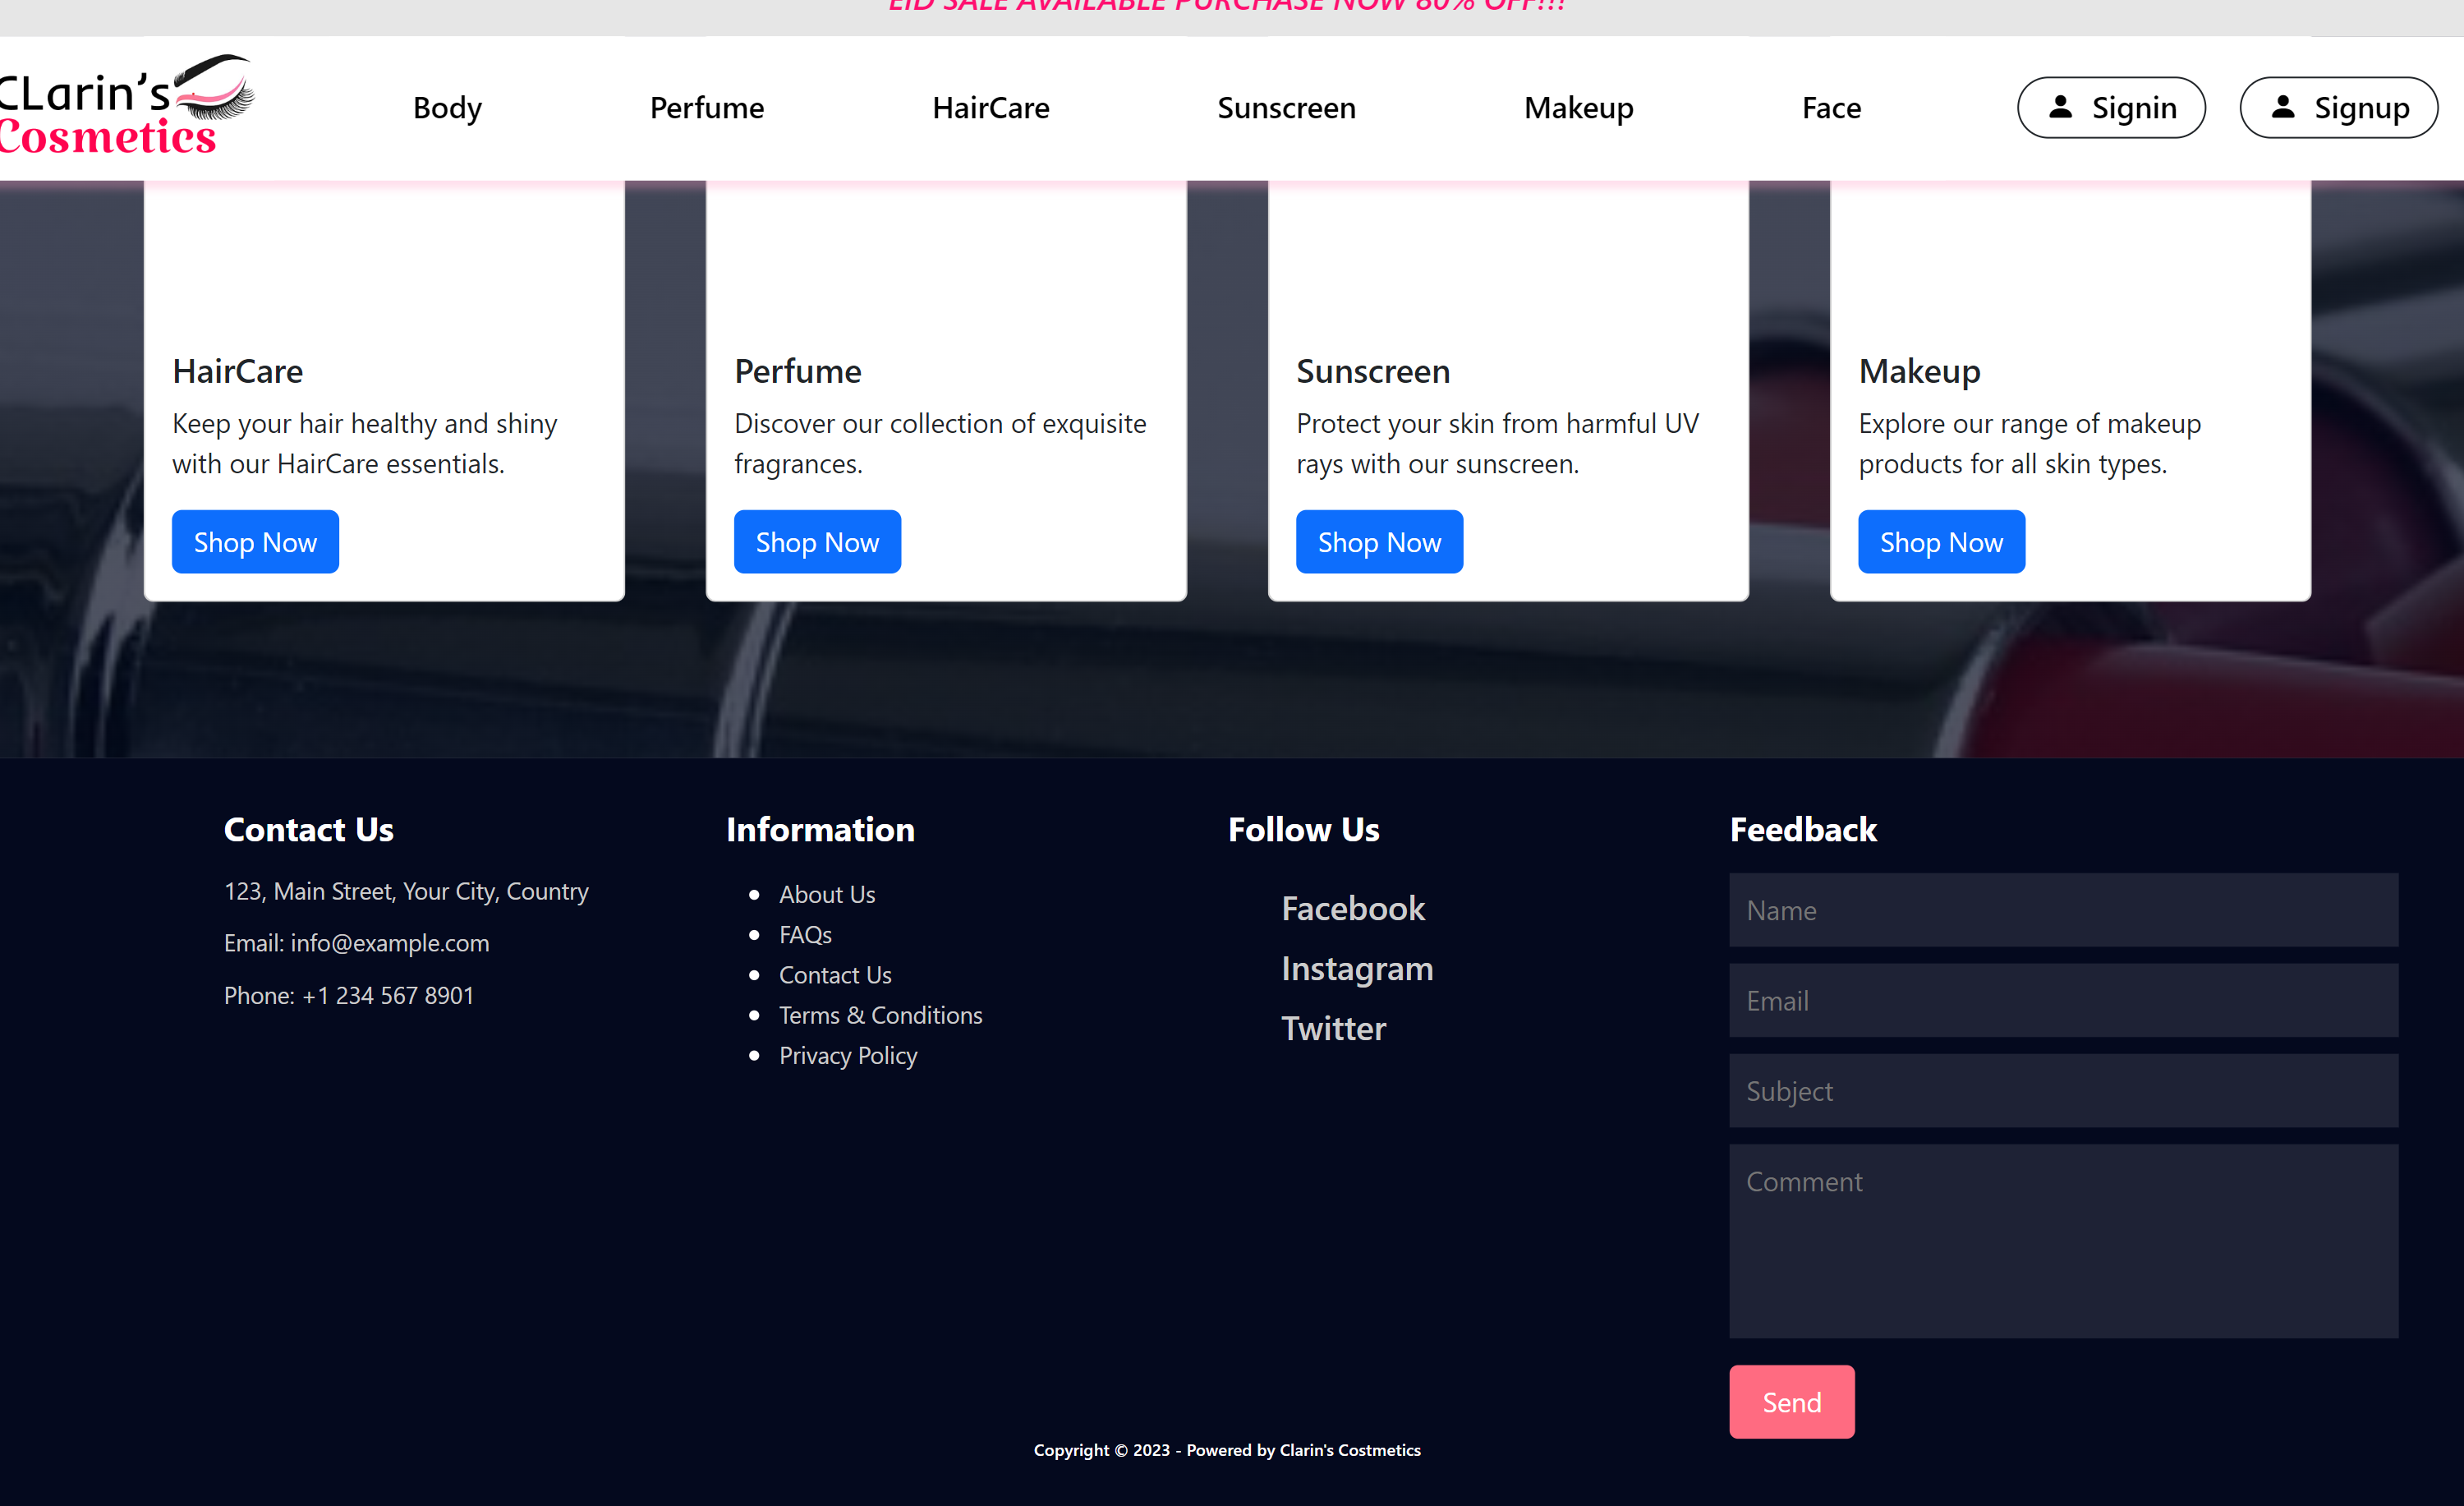 EID SALE AVAILABLE PURCHASE NOW 80% OFF!!!
CLarin's
Cosmetics
Body
Perfume
HairCare
Sunscreen
Makeup
Face
Signin
Signup
HairCare
Keep your hair healthy and shiny
with our HairCare essentials.
Shop Now
Perfume
Discover our collection of exquisite
fragrances.
Shop Now
Sunscreen
Protect your skin from harmful UV
rays with our sunscreen.
Shop Now
Makeup
Explore our range of makeup
products for all skin types.
Shop Now
Contact Us
123, Main Street, Your City, Country
Email: info@example.com
Phone: +1 234 567 8901
Information
About Us
FAQs
Contact Us
Terms & Conditions
Privacy Policy
Follow Us
Facebook
Instagram
Twitter
Feedback
Name
Email
Subject
Comment
Send
Copyright © 2023 - Powered by Clarin's Costmetics